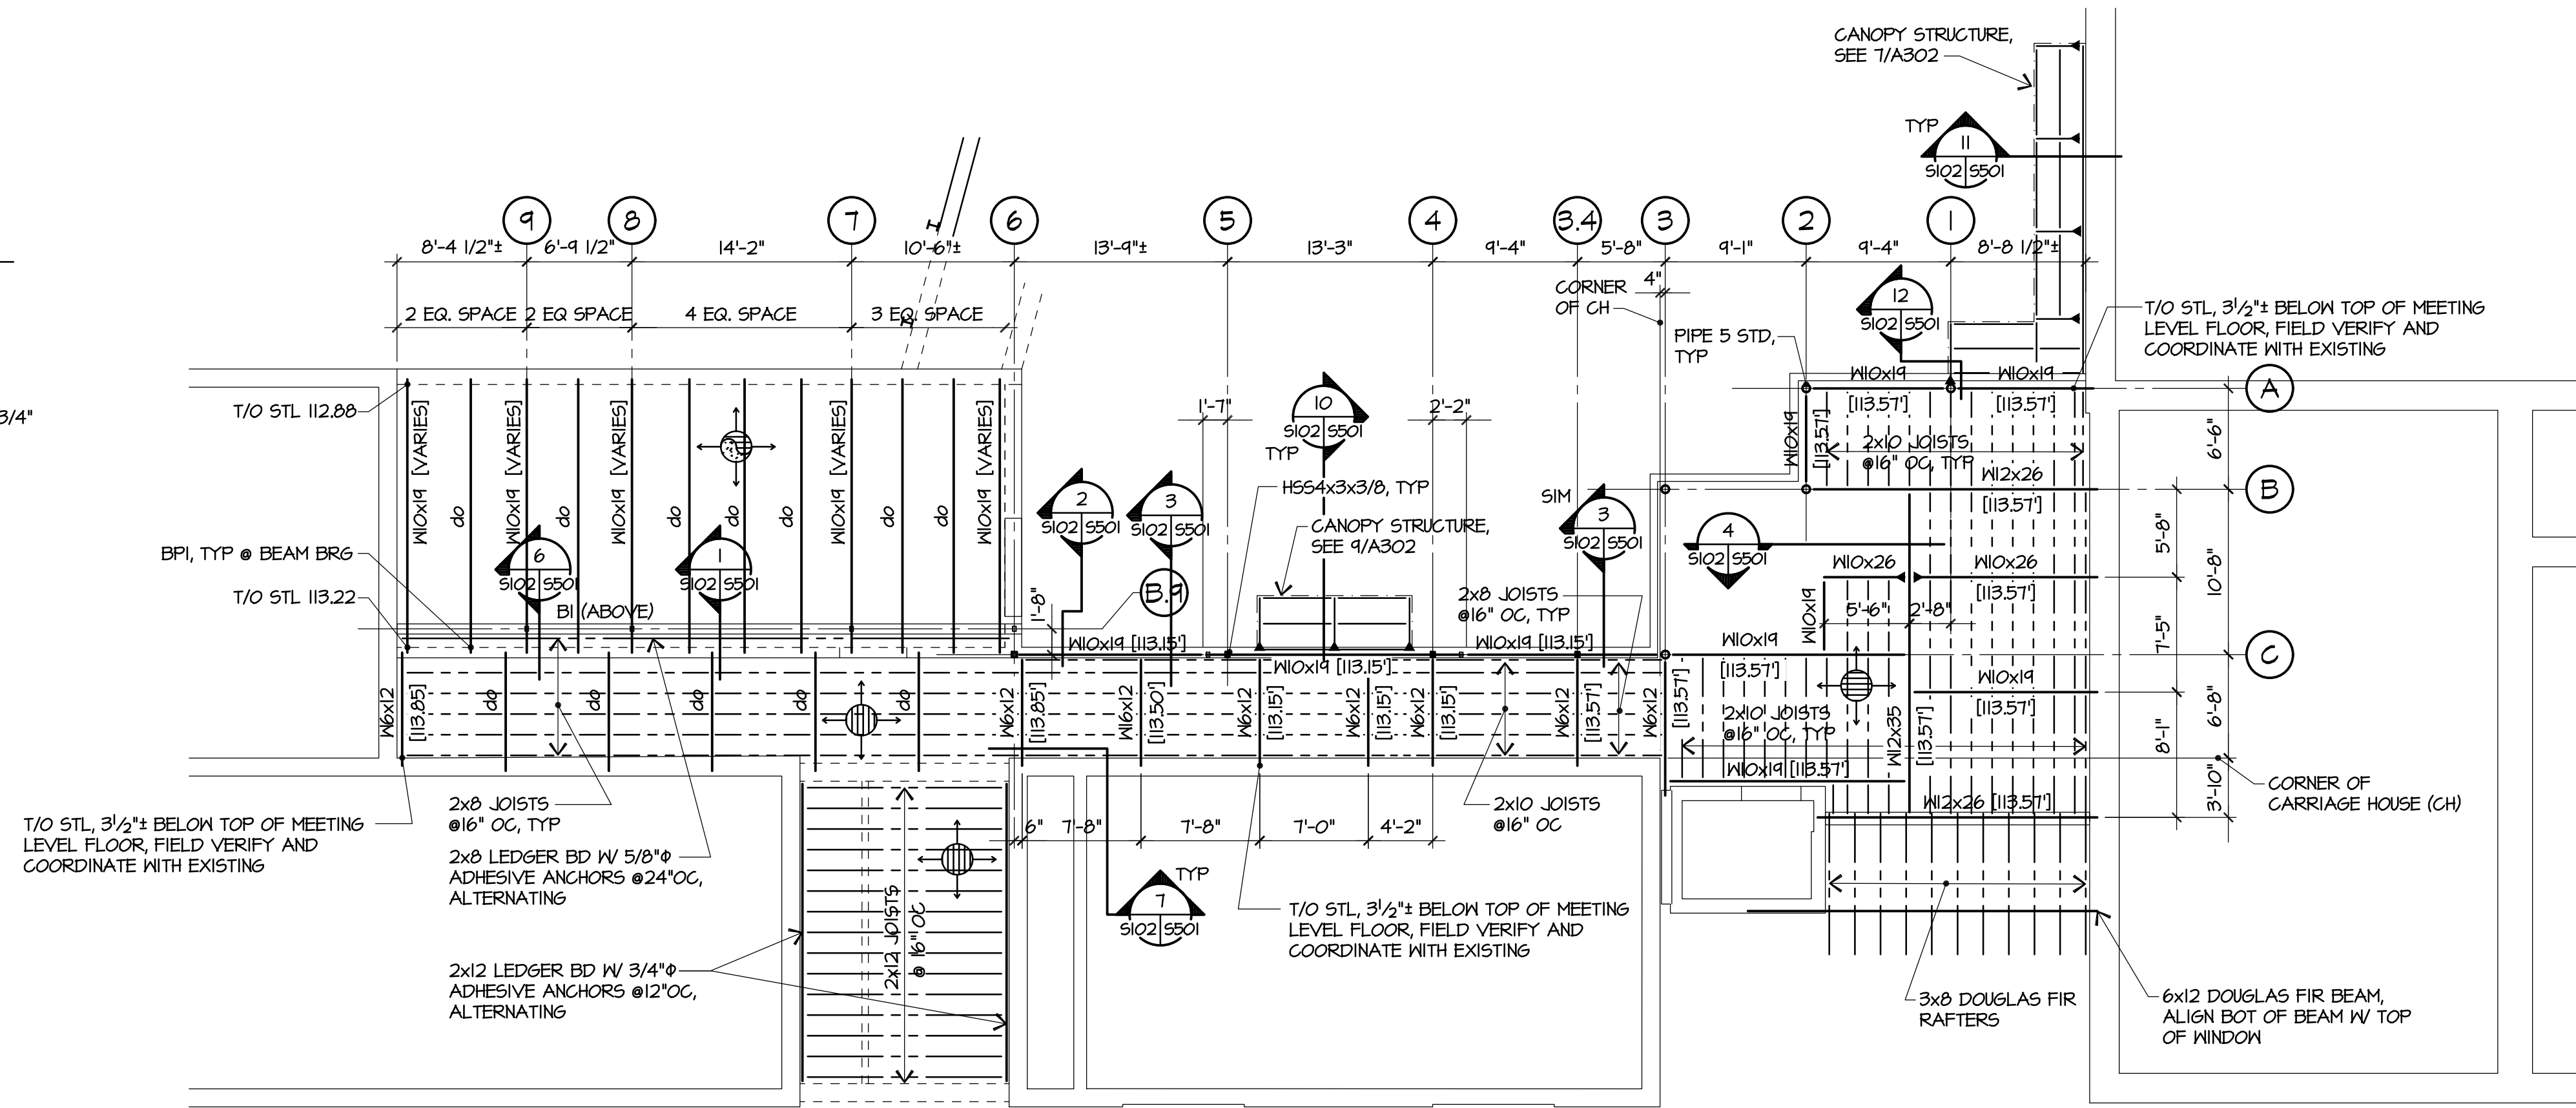 CANOPY STRUCTURE,
SEE 7/A302
TYP
11
S102 S501
9
8
7
6
5
4
3.4
3
2
1
8'-4 1/2"±
6'-9 1/2"
14'-2"
10'-6"±
13'-9"±
13'-3"
9'-4"
5'-8"
9'-1"
9'-4"
8'-8 1/2"±
2 EQ. SPACE
2 EQ SPACE
4 EQ. SPACE
3 EQ. SPACE
CORNER
OF CH
4"
12
S102 S501
PIPE 5 STD,
TYP
T/O STL, 3 1/2"± BELOW TOP OF MEETING
LEVEL FLOOR, FIELD VERIFY AND
COORDINATE WITH EXISTING
3/4"
T/O STL 112.88
BP1, TYP @ BEAM BRG
T/O STL 113.22
W10x19 [VARIES]
do
W10x19 [VARIES]
do
W10x19 [VARIES]
do
do
do
W10x19 [VARIES]
do
do
W10x19 [VARIES]
6
S102 S501
1
S102 S501
B1 (ABOVE)
2
S102 S501
3
S102 S501
B.9
1'-8"
1'-7"
10
S102 S501
TYP
2'-2"
HSS4x3x3/8, TYP
CANOPY STRUCTURE,
SEE 9/A302
SIM
3
S102 S501
2x8 JOISTS
@16" OC, TYP
W10x19 [113.15']
W10x19 [113.15']
W10x19 [113.15']
4
S102 S501
W10x19
[113.57']
W10x19
[113.57']
W10x19
[113.57']
2x10 JOISTS
@16" OC, TYP
W12x26
[113.57']
W10x26
W10x26
[113.57']
W10x19
5'-6"
2'-8"
W10x19
[113.57']
W10x19
[113.57']
2x10 JOISTS
@16" OC, TYP
W12x35
[113.57']
W10x19 [113.57']
W12x26 [113.57']
A
B
C
6'-6"
5'-8"
10'-8"
7'-5"
6'-8"
8'-1"
3'-10"
CORNER OF
CARRIAGE HOUSE (CH)
W6x12
[113.85]
do
do
do
do
do
W6x12
[113.85']
W6x12
[113.50']
W6x12
[113.15']
W6x12
[113.15']
W6x12
[113.15']
W6x12
[113.57']
W6x12
[113.57']
T/O STL, 3 1/2"± BELOW TOP OF MEETING
LEVEL FLOOR, FIELD VERIFY AND
COORDINATE WITH EXISTING
2x8 JOISTS
@16" OC, TYP
2x8 LEDGER BD W/ 5/8"Φ
ADHESIVE ANCHORS @24"OC,
ALTERNATING
2x12 LEDGER BD W/ 3/4"Φ
ADHESIVE ANCHORS @12"OC,
ALTERNATING
2x12 JOISTS
@ 16" OC
6"
7'-8"
7'-8"
7'-0"
4'-2"
2x10 JOISTS
@16" OC
TYP
7
S102 S501
T/O STL, 3 1/2"± BELOW TOP OF MEETING
LEVEL FLOOR, FIELD VERIFY AND
COORDINATE WITH EXISTING
3x8 DOUGLAS FIR
RAFTERS
6x12 DOUGLAS FIR BEAM,
ALIGN BOT OF BEAM W/ TOP
OF WINDOW